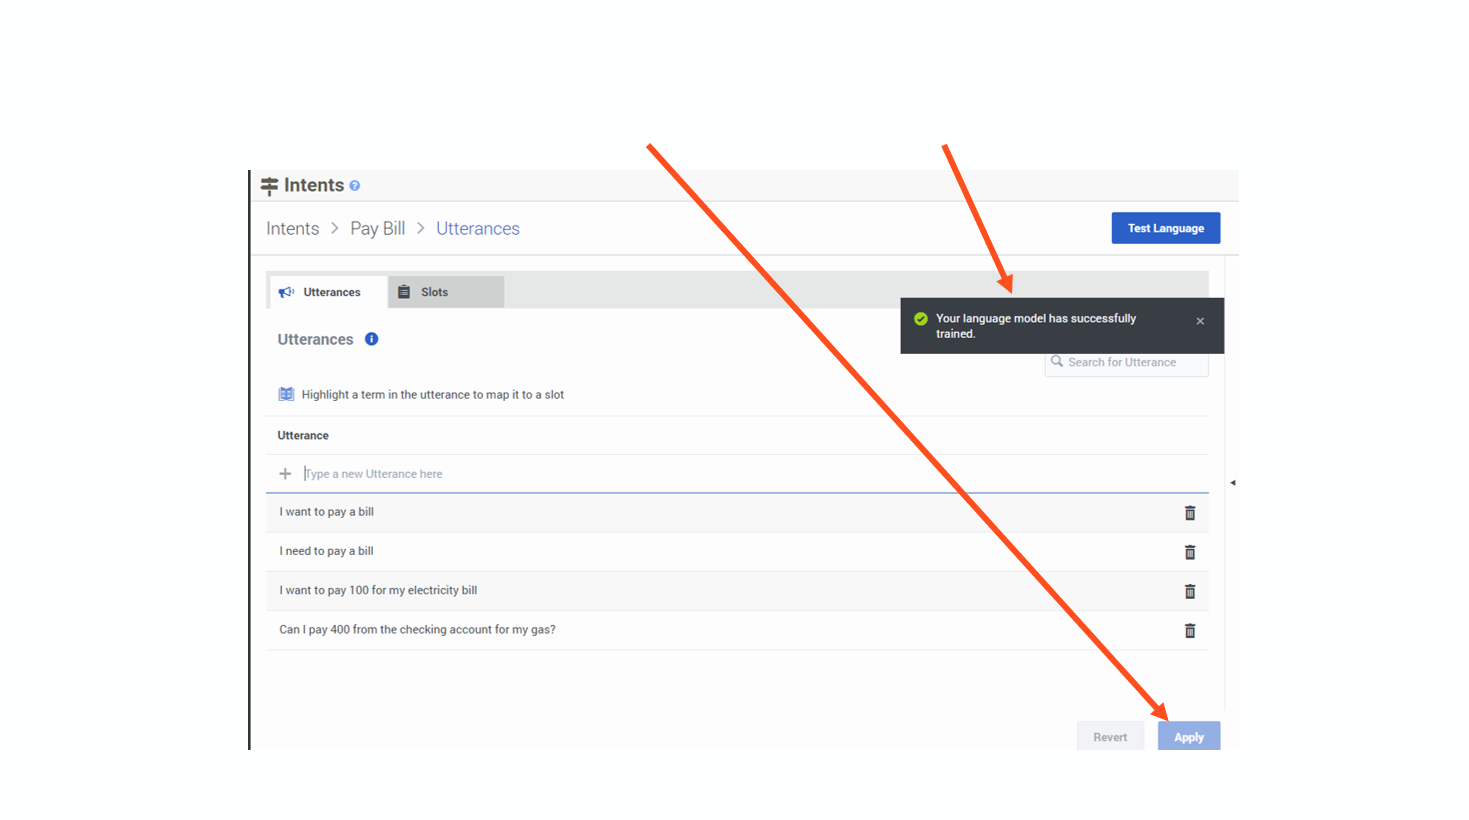 Intents
Intents > Pay Bill > Utterances
Test Language
Utterances
Slots
Your language model has successfully
trained.
Utterances
Search for Utterance
Highlight a term in the utterance to map it to a slot
Utterance
Type a new Utterance here
I want to pay a bill
I need to pay a bill
I want to pay 100 for my electricity bill
Can I pay 400 from the checking account for my gas?
Revert
Apply